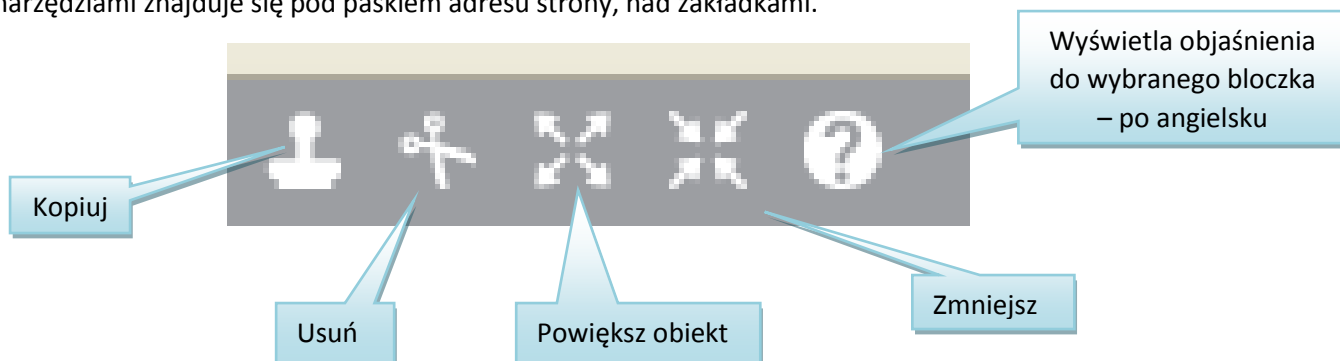 narzędziami znajduje się pod paskiem adresu strony, nad zakładkami.
Wyświetla objaśnienia
do wybranego bloczka
– po angielsku
Kopiuj
Usuń
Powiększ obiekt
Zmniejsz